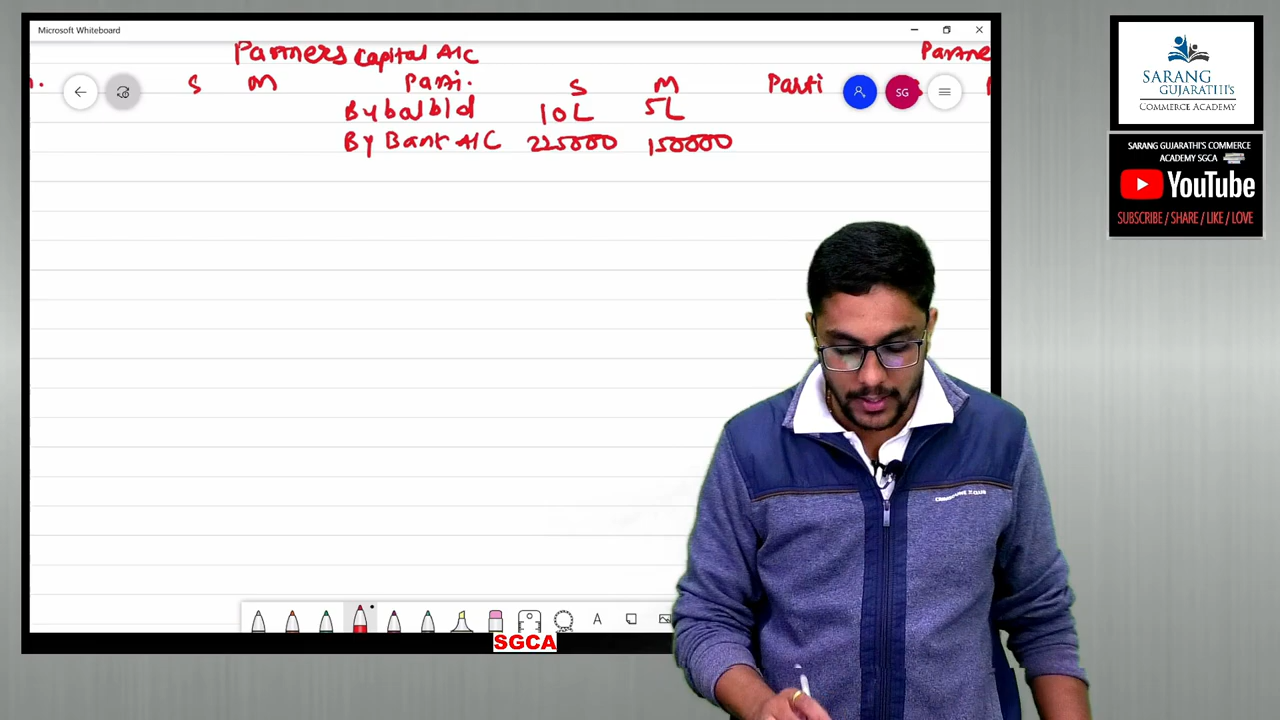 Microsoft Whiteboard
Partners Capital A/C
Partne
S M Parti. S M Parti
By bal b/d 10L 5L
By Bank A/C 225000 150000
SG
SARANG
GUJARATHI'S
COMMERCE ACADEMY
SARANG GUJARATHI'S COMMERCE
ACADEMY SGCA
YouTube
SUBSCRIBE / SHARE / LIKE / LOVE
A
SGCA